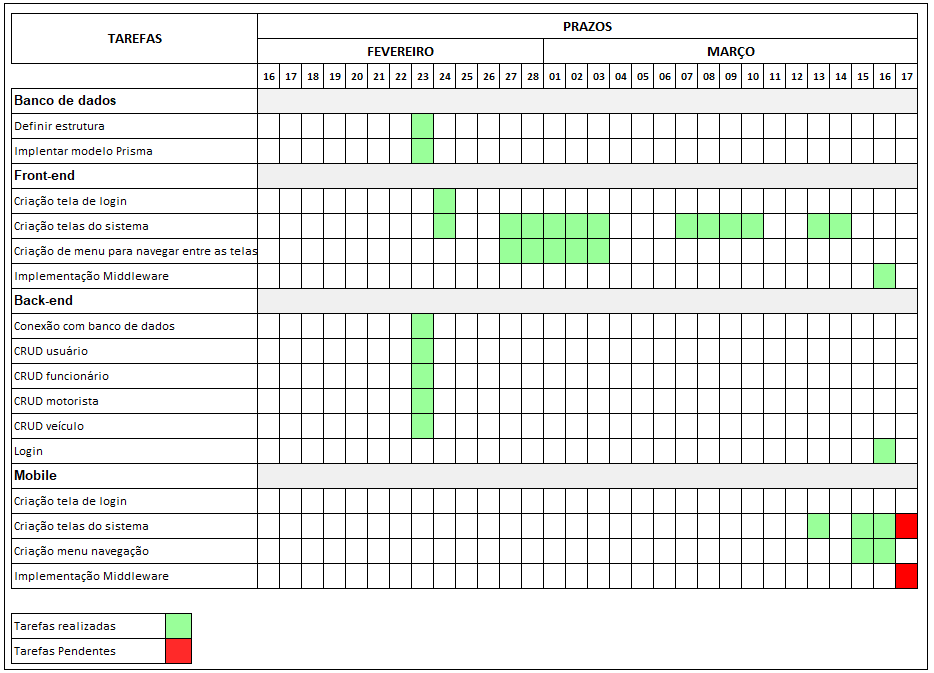 TAREFAS
PRAZOS
FEVEREIRO MARÇO
16 17 18 19 20 21 22 23 24 25 26 27 28 01 02 03 04 05 06 07 08 09 10 11 12 13 14 15 16 17
Banco de dados
Definir estrutura
Implentar modelo Prisma
Front-end
Criação tela de login
Criação telas do sistema
Criação de menu para navegar entre as telas
Implementação Middleware
Back-end
Conexão com banco de dados
CRUD usuário
CRUD funcionário
CRUD motorista
CRUD veículo
Login
Mobile
Criação tela de login
Criação telas do sistema
Criação menu navegação
Implementação Middleware
Tarefas realizadas
Tarefas Pendentes